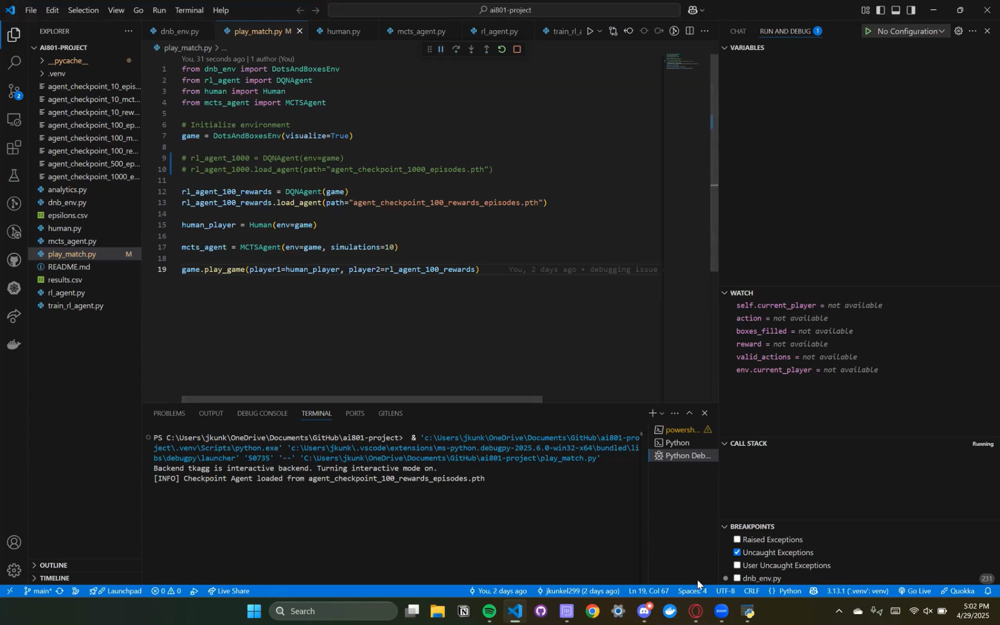 File Edit Selection View Go Run Terminal Help
ai801-project
EXPLORER
AI801-PROJECT
__pycache__
.venv
agent_checkpoint_10_epis...
agent_checkpoint_10_mct...
agent_checkpoint_10_rew...
agent_checkpoint_100_ep...
agent_checkpoint_100_m...
agent_checkpoint_100_re...
agent_checkpoint_500_ep...
agent_checkpoint_1000_e...
analytics.py
dnb_env.py
epsilons.csv
human.py
mcts_agent.py
play_match.py M
README.md
results.csv
rl_agent.py
train_rl_agent.py
OUTLINE
TIMELINE
2
dnb_env.py play_match.py M human.py mcts_agent.py rl_agent.py train_rl_a
play_match.py > ...
You, 31 seconds ago | 1 author (You)
1 from dnb_env import DotsAndBoxesEnv
2 from rl_agent import DQNAgent
3 from human import Human
4 from mcts_agent import MCTSAgent
5
6 # Initialize environment
7 game = DotsAndBoxesEnv(visualize=True)
8
9 # rl_agent_1000 = DQNAgent(env=game)
10 # rl_agent_1000.load_agent(path="agent_checkpoint_1000_episodes.pth")
11
12 rl_agent_100_rewards = DQNAgent(game)
13 rl_agent_100_rewards.load_agent(path="agent_checkpoint_100_rewards_episodes.pth")
14
15 human_player = Human(env=game)
16
17 mcts_agent = MCTSAgent(env=game, simulations=10)
18
19 game.play_game(player1=human_player, player2=rl_agent_100_rewards) You, 2 days ago • debugging issue
PROBLEMS OUTPUT DEBUG CONSOLE TERMINAL PORTS GITLENS
PS C:\Users\jkunk\OneDrive\Documents\GitHub\ai801-project> & 'c:\Users\jkunk\OneDrive\Documents\GitHub\ai801-pro
ject\.venv\Scripts\python.exe' 'c:\Users\jkunk\.vscode\extensions\ms-python.debugpy-2025.6.0-win32-x64\bundled\li
bs\debugpy\launcher' '50735' '--' 'C:\Users\jkunk\OneDrive\Documents\GitHub\ai801-project\play_match.py'
Backend tkagg is interactive backend. Turning interactive mode on.
[INFO] Checkpoint Agent loaded from agent_checkpoint_100_rewards_episodes.pth
powersh...
Python
Python Deb...
CHAT RUN AND DEBUG 1 No Configuration
VARIABLES
WATCH
self.current_player = not available
action = not available
boxes_filled = not available
reward = not available
valid_actions = not available
env.current_player = not available
CALL STACK Running
BREAKPOINTS
Raised Exceptions
Uncaught Exceptions
User Uncaught Exceptions
dnb_env.py 231
main* Launchpad 0 0 Live Share You, 2 days ago jkunkel299 (2 days ago) Ln 19, Col 67 Spaces: 4 UTF-8 CRLF {} Python 3.13.1 ('.venv': venv) Go Live Quokka
Search
zoom
5:02 PM
4/29/2025